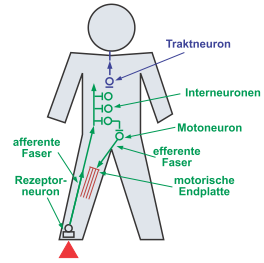 Traktneuron
Interneuronen
Motoneuron
afferente
Faser
efferente
Faser
Rezeptor-
neuron
motorische
Endplatte